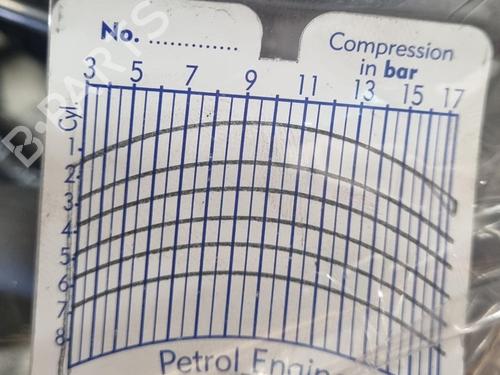 No. ..............
Compression
in bar
3 5 7 9 11 13 15 17
Cyl.
1
2
3
4
5
6
7
8
Petrol Engin
B-PARTS